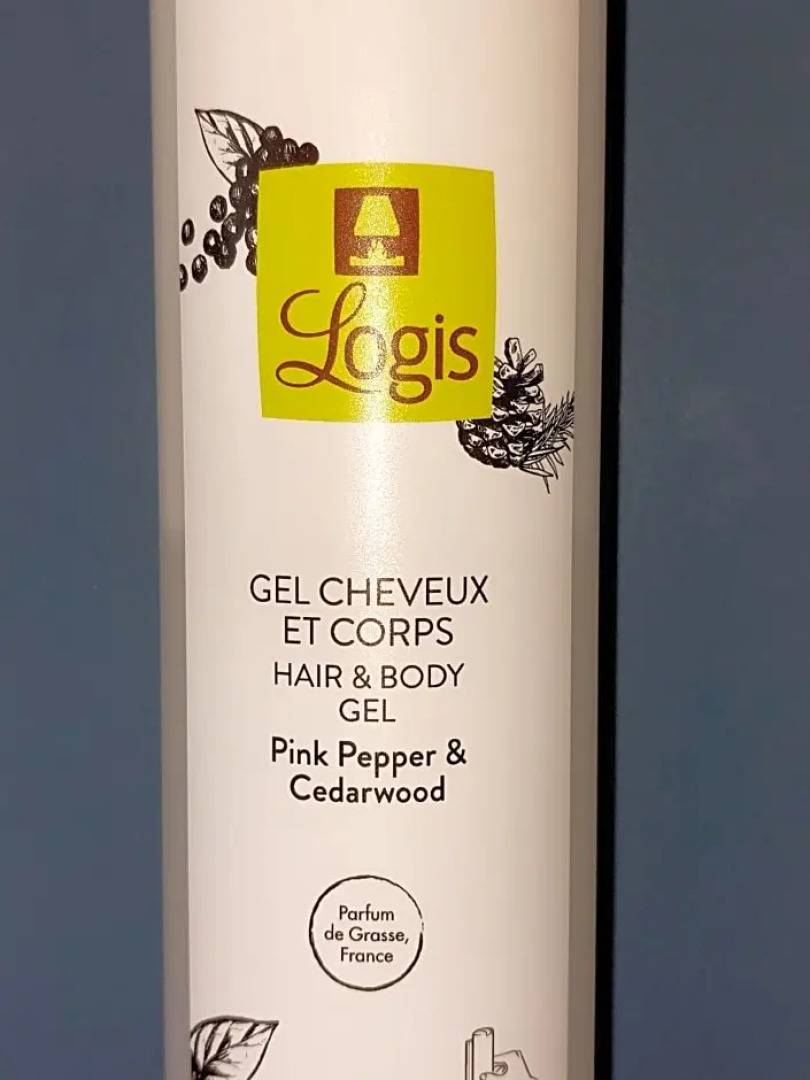 Logis
GEL CHEVEUX
ET CORPS
HAIR & BODY
GEL
Pink Pepper &
Cedarwood
Parfum
de Grasse,
France